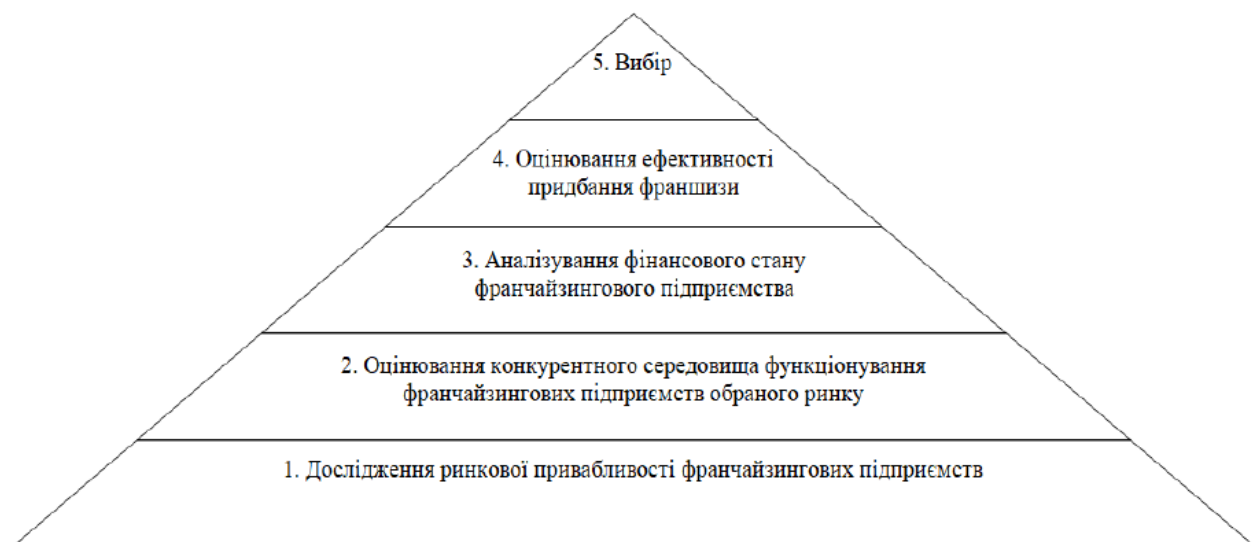 5. Вибір
4. Оцінювання ефективності
придбання франшизи
3. Аналізування фінансового стану
франчайзингового підприємства
2. Оцінювання конкурентного середовища функціонування
франчайзингових підприємств обраного ринку
1. Дослідження ринкової привабливості франчайзингових підприємств